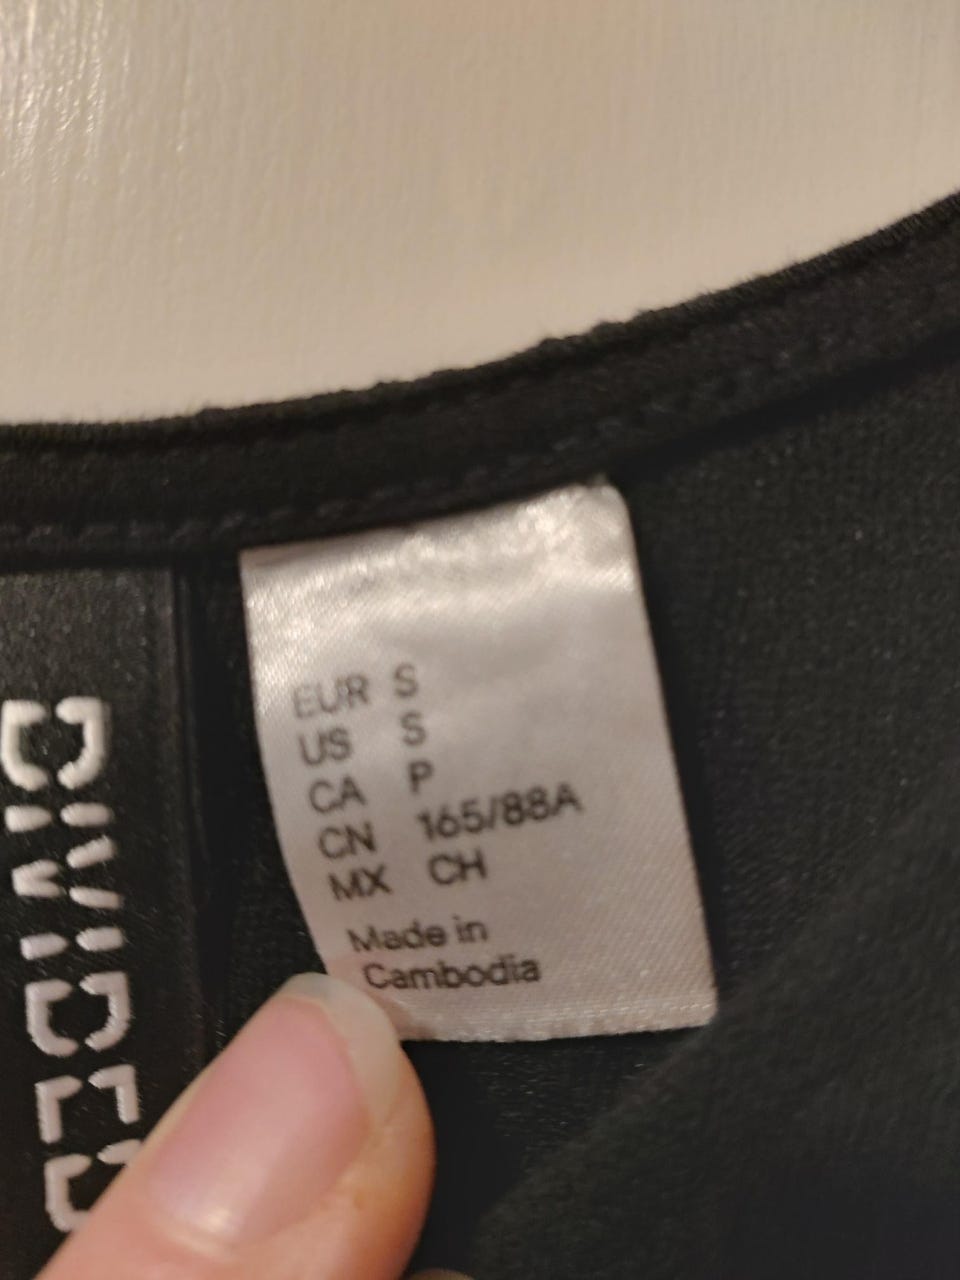 DIVIDED
EUR S
US S
CA P
CN 165/88A
MX CH
Made in
Cambodia